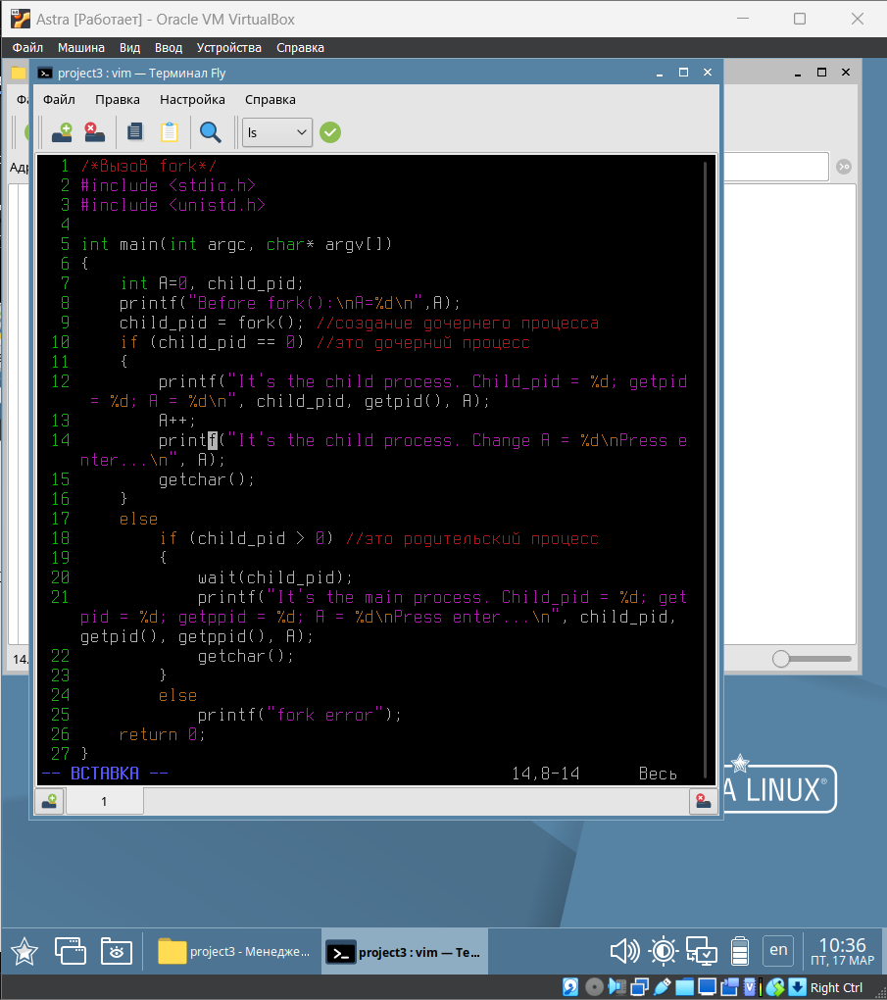 Astra [Работает] - Oracle VM VirtualBox
Файл Машина Вид Ввод Устройства Справка
project3 : vim — Терминал Fly
Файл Правка Настройка Справка
ls
1 /*вызов fork*/
2 #include <stdio.h>
3 #include <unistd.h>
4
5 int main(int argc, char* argv[])
6 {
7 int A=0, child_pid;
8 printf("Before fork():\nA=%d\n",A);
9 child_pid = fork(); //создание дочернего процесса
10 if (child_pid == 0) //это дочерний процесс
11 {
12 printf("It's the child process. Child_pid = %d; getpid
= %d; A = %d\n", child_pid, getpid(), A);
13 A++;
14 printf("It's the child process. Change A = %d\nPress e
nter...\n", A);
15 getchar();
16 }
17 else
18 if (child_pid > 0) //это родительский процесс
19 {
20 wait(child_pid);
21 printf("It's the main process. Child_pid = %d; get
pid = %d; getppid = %d; A = %d\nPress enter...\n", child_pid,
getpid(), getppid(), A);
22 getchar();
23 }
24 else
25 printf("fork error");
26 return 0;
27 }
-- ВСТАВКА -- 14,8-14 Весь
1
14.
A LINUX®
project3 - Менедже...
project3 : vim — Те...
en
10:36
ПТ, 17 МАР
Right Ctrl